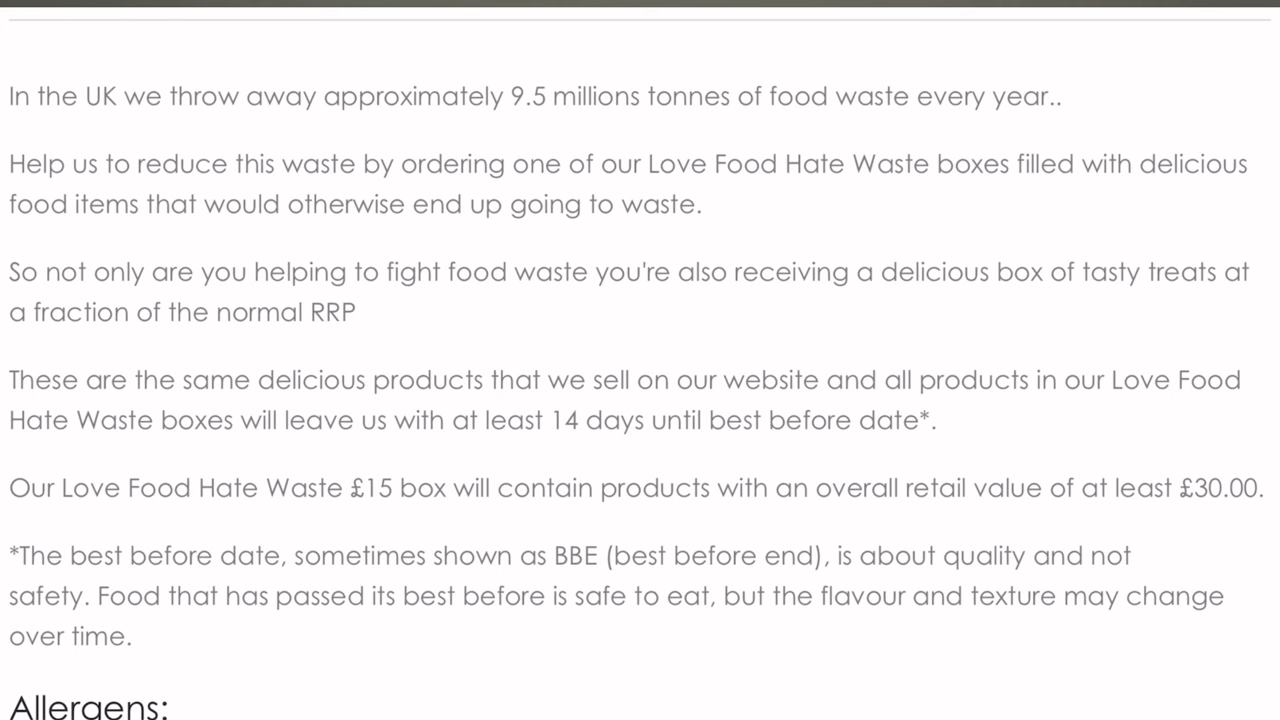 In the UK we throw away approximately 9.5 millions tonnes of food waste every year..
Help us to reduce this waste by ordering one of our Love Food Hate Waste boxes filled with delicious
food items that would otherwise end up going to waste.
So not only are you helping to fight food waste you're also receiving a delicious box of tasty treats at
a fraction of the normal RRP
These are the same delicious products that we sell on our website and all products in our Love Food
Hate Waste boxes will leave us with at least 14 days until best before date*.
Our Love Food Hate Waste £15 box will contain products with an overall retail value of at least £30.00.
*The best before date, sometimes shown as BBE (best before end), is about quality and not
safety. Food that has passed its best before is safe to eat, but the flavour and texture may change
over time.
Allergens: